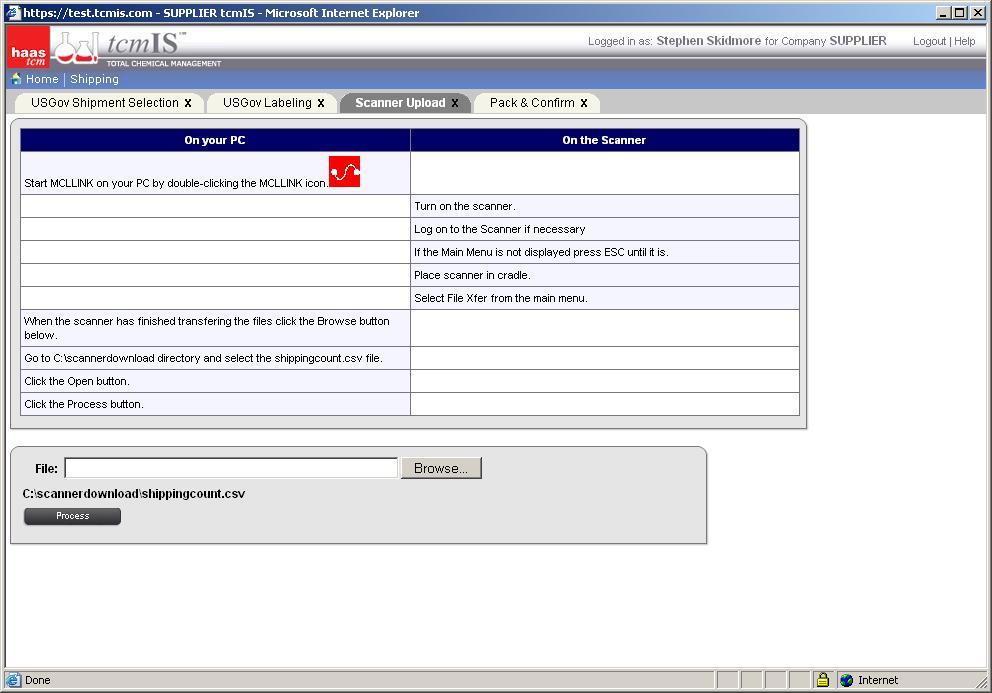 https://test.tcmis.com - SUPPLIER tcmIS - Microsoft Internet Explorer
haas
tcm
tcmIS™
TOTAL CHEMICAL MANAGEMENT
Logged in as: Stephen Skidmore for Company SUPPLIER
Logout | Help
Home | Shipping
USGov Shipment Selection x
USGov Labeling x
Scanner Upload x
Pack & Confirm x
On your PC
On the Scanner
Start MCLLINK on your PC by double-clicking the MCLLINK icon.
Turn on the scanner.
Log on to the Scanner if necessary
If the Main Menu is not displayed press ESC until it is.
Place scanner in cradle.
Select File Xfer from the main menu.
When the scanner has finished transfering the files click the Browse button
below.
Go to C:\scannerdownload directory and select the shippingcount.csv file.
Click the Open button.
Click the Process button.
File:
Browse...
C:\scannerdownload\shippingcount.csv
Process
Done
Internet